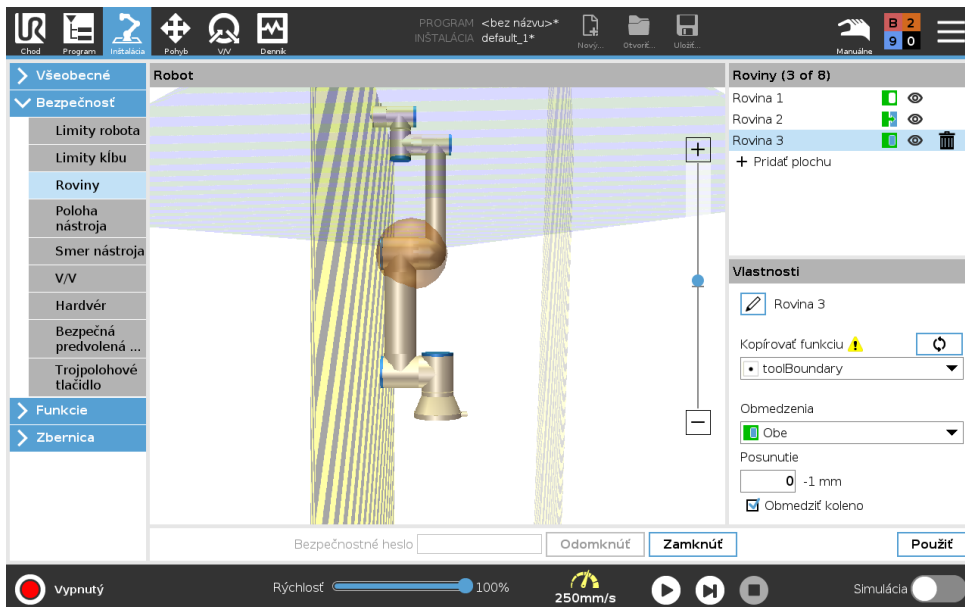 PROGRAM <bez názvu>*
INŠTALÁCIA default_1*
Chod
Program
Inštalácia
Pohyb
V/V
Denník
Nový...
Otvoriť...
Uložiť...
Manuálne
B 2
9 0
Všeobecné
Bezpečnosť
Limity robota
Limity kĺbu
Roviny
Poloha
nástroja
Smer nástroja
V/V
Hardvér
Bezpečná
predvolená ...
Trojpolohové
tlačidlo
Funkcie
Zbernica
Robot
Roviny (3 of 8)
Rovina 1
Rovina 2
Rovina 3
+ Pridať plochu
Vlastnosti
Rovina 3
Kopírovať funkciu
toolBoundary
Obmedzenia
Obe
Posunutie
0 -1 mm
Obmedziť koleno
Bezpečnostné heslo
Odomknúť
Zamknúť
Použiť
Vypnutý
Rýchlosť
100%
250mm/s
Simulácia